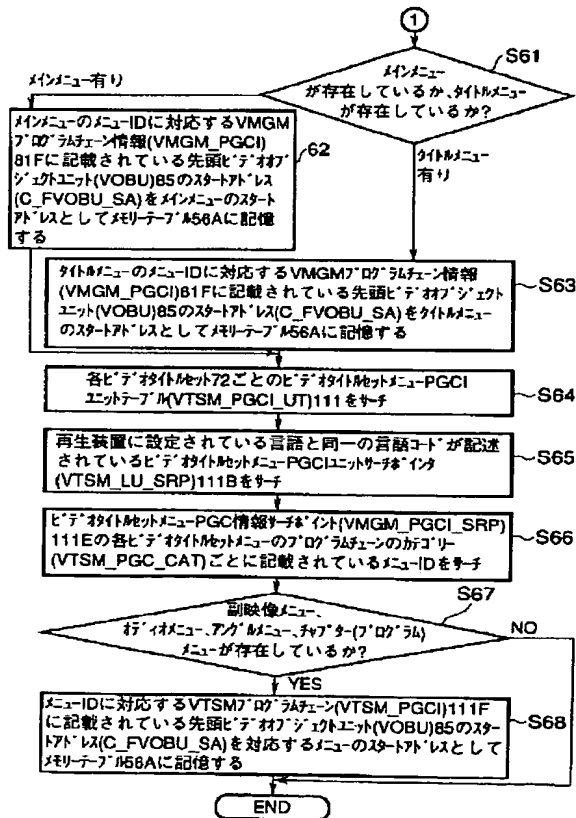 1
S61
メインメニュー
が存在しているか、タイトルメニュー
が存在しているか?
メインメニュー有り
タイトルメニュー
有り
62
メインメニューのメニューIDに対応するVMGM
プログラムチェーン情報(VMGM_PGCI)
81Fに記載されている先頭ビデオオブ
ジェクトユニット(VOBU)85のスタートアドレス
(C_FVOBU_SA)をメインメニューのスタート
アドレスとしてメモリーテーブル56Aに記憶
する
S63
タイトルメニューのメニューIDに対応するVMGMプログラムチェーン情報
(VMGM_PGCI)81Fに記載されている先頭ビデオオブジェクト
ユニット(VOBU)85のスタートアドレス(C_FVOBU_SA)をタイトルメニュー
のスタートアドレスとしてメモリーテーブル56Aに記憶する
S64
各ビデオタイトルセット72ごとのビデオタイトルセットメニューPGCI
ユニットテーブル(VTSM_PGCI_UT)111をサーチ
S65
再生装置に設定されている言語と同一の言語コードが記述
されているビデオタイトルセットメニューPGCIユニットサーチポインタ
(VTSM_LU_SRP)111Bをサーチ
S66
ビデオタイトルセットメニューPGC情報サーチポイント(VMGM_PGCI_SRP)
111Eの各ビデオタイトルセットメニューのプログラムチェーンのカテゴリー
(VTSM_PGC_CAT)ごとに記載されているメニューIDをサーチ
S67
副映像メニュー、
オディオメニュー、アングルメニュー、チャプター(プログラム)
メニューが存在しているか?
NO
YES
S68
メニューIDに対応するVTSMプログラムチェーン(VTSM_PGCI)111F
に記載されている先頭ビデオオブジェクトユニット(VOBU)85のスター
トアドレス(C_FVOBU_SA)を対応するメニューのスタートアドレスとして
メモリーテーブル56Aに記憶する
END